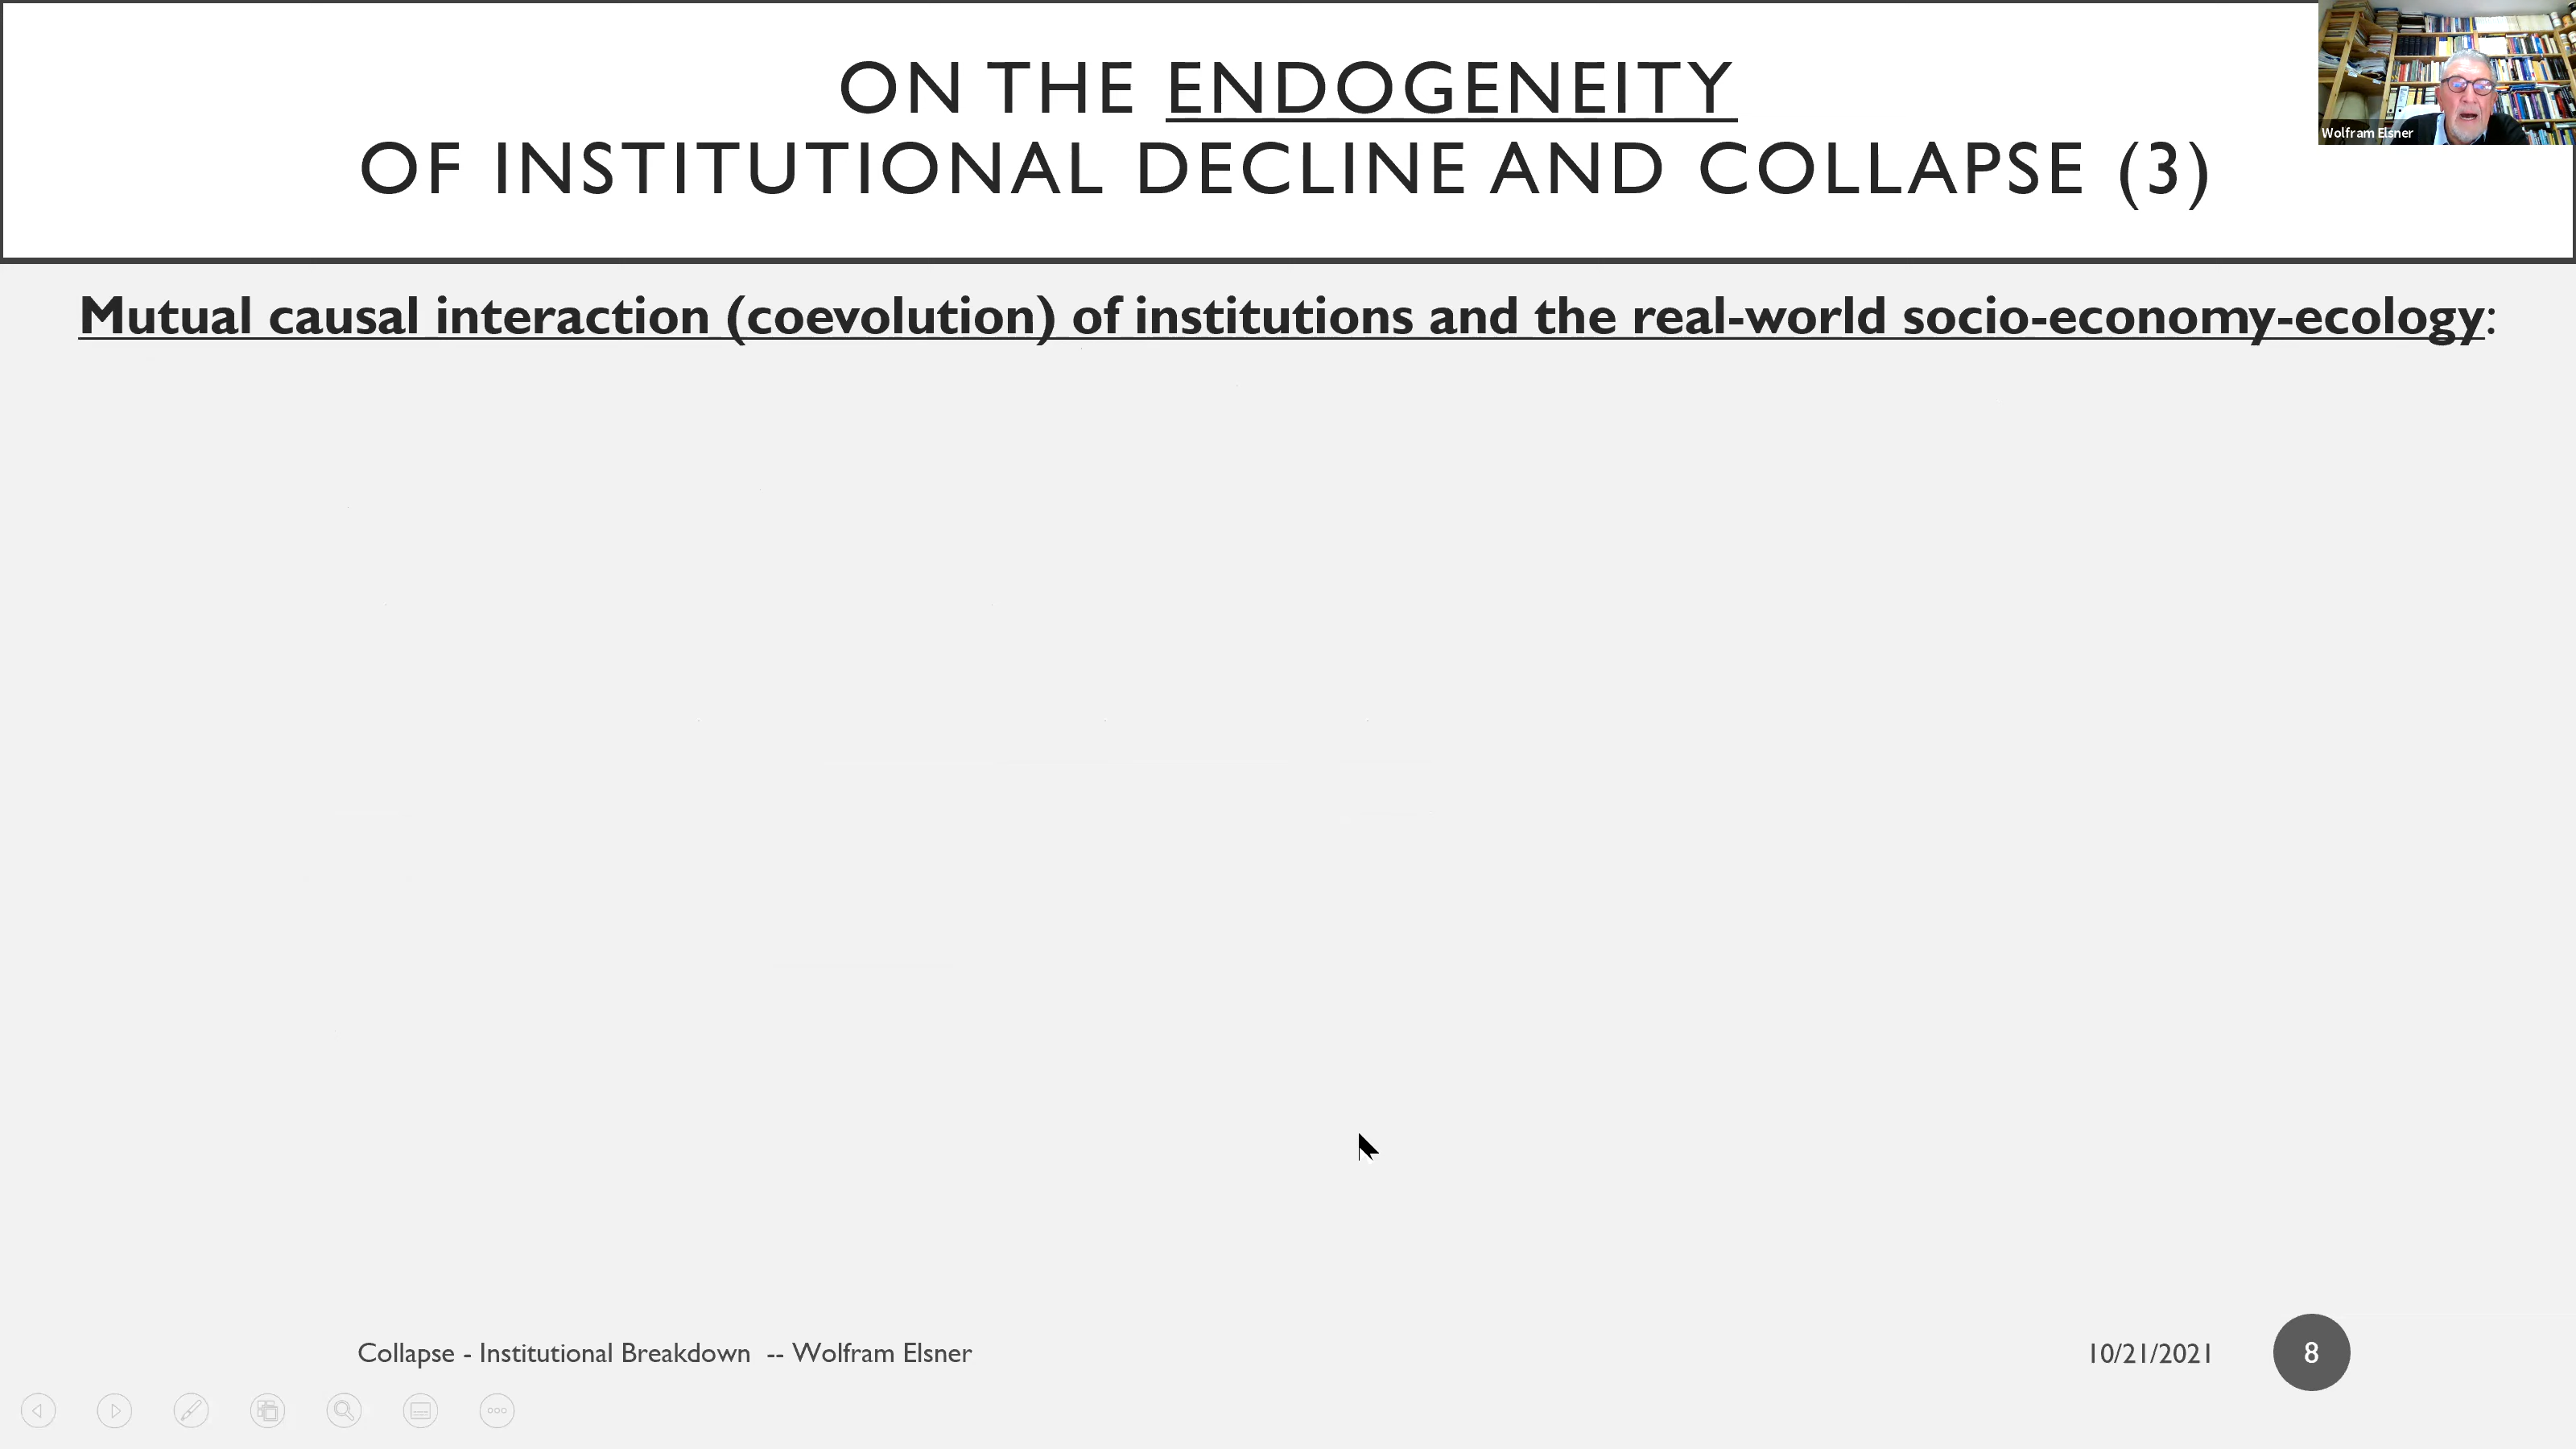 ON THE ENDOGENEITY
OF INSTITUTIONAL DECLINE AND COLLAPSE (3)
Wolfram Elsner
Mutual causal interaction (coevolution) of institutions and the real-world socio-economy-ecology:
Collapse - Institutional Breakdown -- Wolfram Elsner
10/21/2021
8